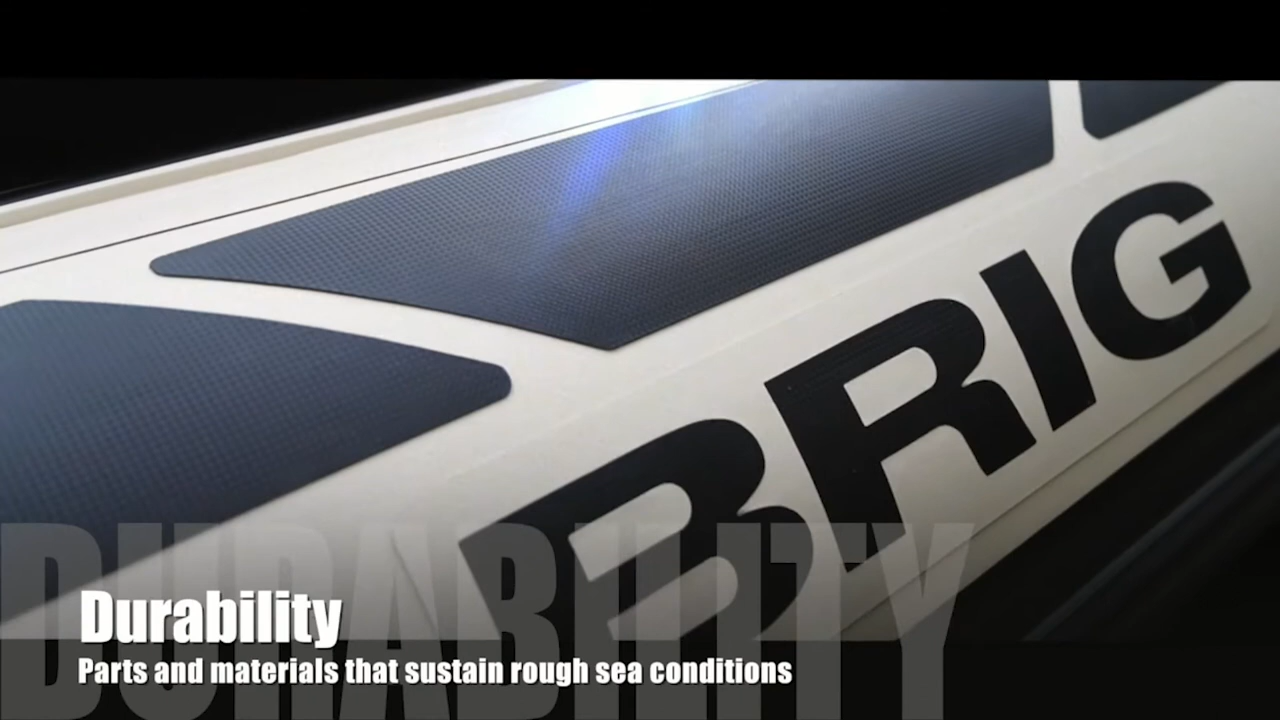 BRIG
DURABILITY
Durability
Parts and materials that sustain rough sea conditions